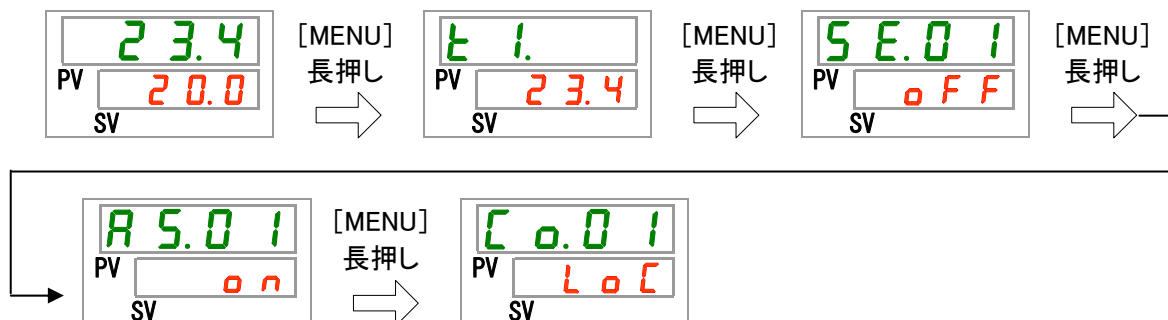 23.4
PV
20.0
SV
［MENU］
長押し
t1.
PV
23.4
SV
［MENU］
長押し
SE.01
PV
oFF
SV
［MENU］
長押し
AS.01
PV
on
SV
［MENU］
長押し
Co.01
PV
LoC
SV